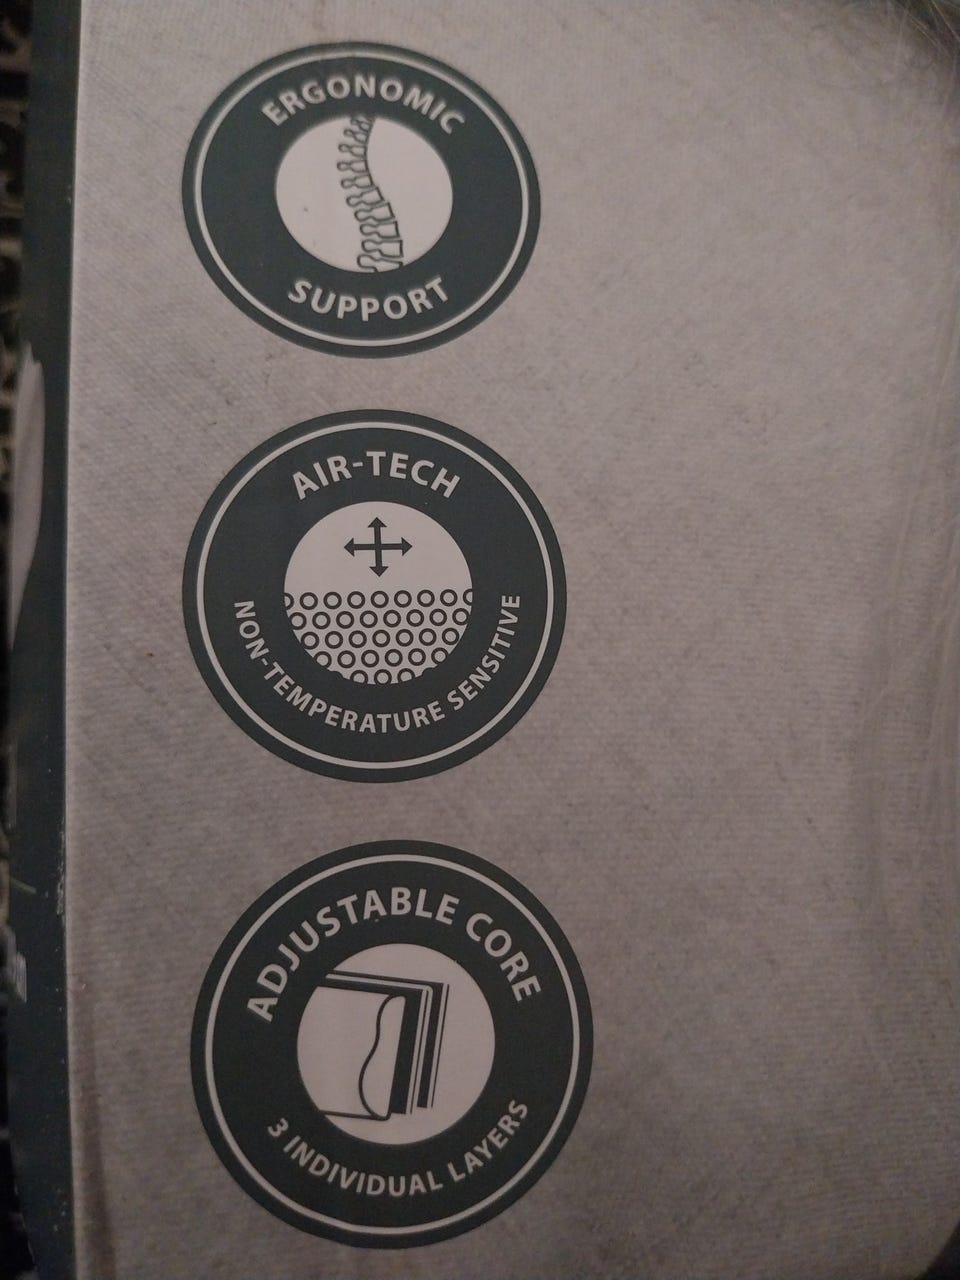 ERGONOMIC
SUPPORT
AIR-TECH
NON-TEMPERATURE SENSITIVE
ADJUSTABLE CORE
3 INDIVIDUAL LAYERS